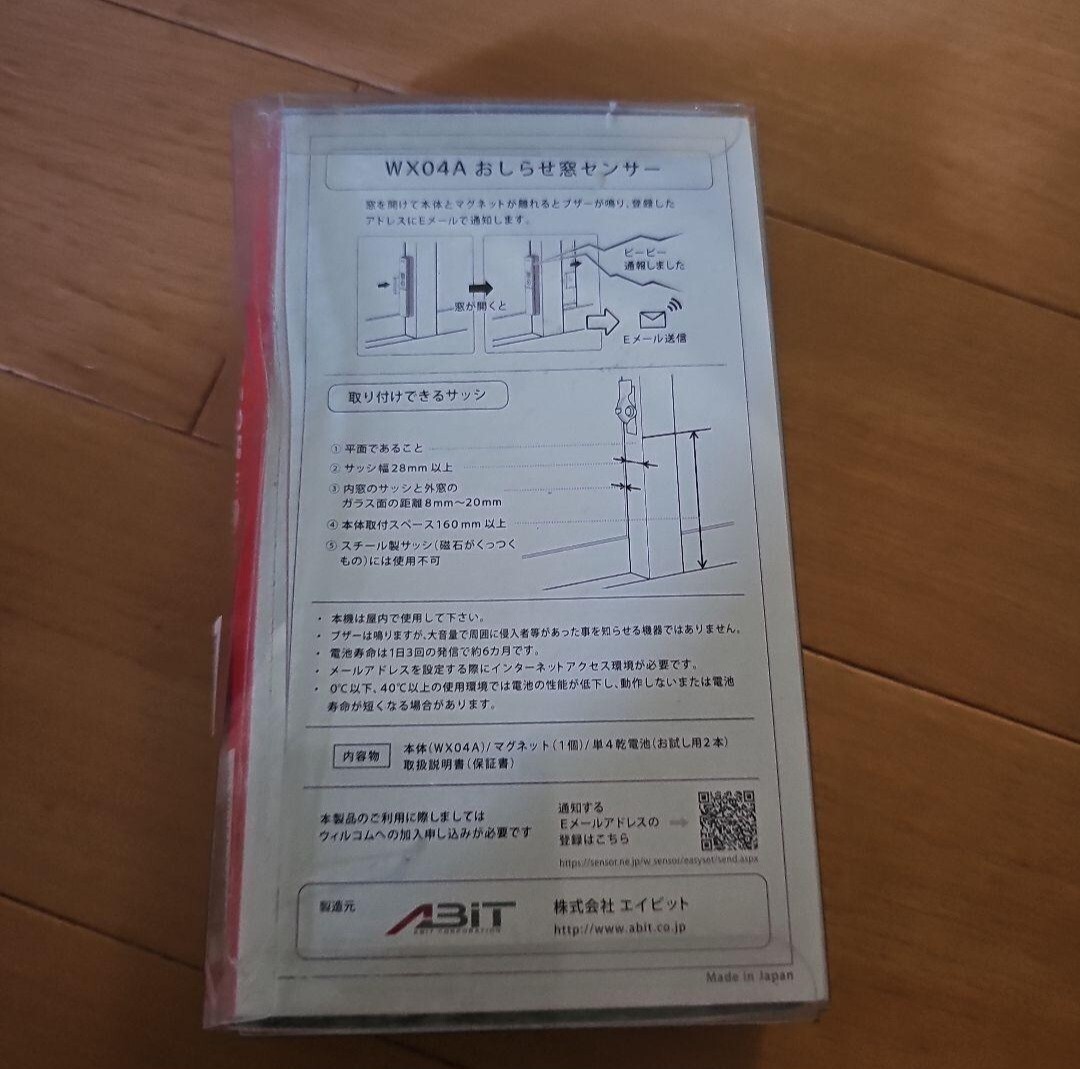 WX04A おしらせ窓センサー
窓を開けて本体とマグネットが離れるとブザーが鳴り、登録した
アドレスにEメールで通知します。
窓が開くと
ピーピー
通報しました
Eメール送信
取り付けできるサッシ
① 平面であること
② サッシ幅28mm 以上
③ 内窓のサッシと外窓の
ガラス面の距離8mm～20mm
④ 本体取付スペース160mm 以上
⑤ スチール製サッシ(磁石がくっつく
もの)には使用不可
・ 本機は屋内で使用して下さい。
・ ブザーは鳴りますが、大音量で周囲に侵入者等があった事を知らせる機器ではありません。
・ 電池寿命は1日3回の発信で約6カ月です。
・ メールアドレスを設定する際にインターネットアクセス環境が必要です。
・ 0℃以下、40℃以上の使用環境では電池の性能が低下し、動作しないまたは電池
寿命が短くなる場合があります。
内容物
本体(WX04A)/マグネット(1個)/単4乾電池(お試し用2本)
取扱説明書(保証書)
本製品のご利用に際しましては
ウィルコムへの加入申し込みが必要です
通知する
Eメールアドレスの
登録はこちら
https://sensor.ne.jp/w_sensor/easyset/send.aspx
製造元
ABiT
ABIT CORPORATION
株式会社 エイビット
http://www.abit.co.jp
Made in Japan